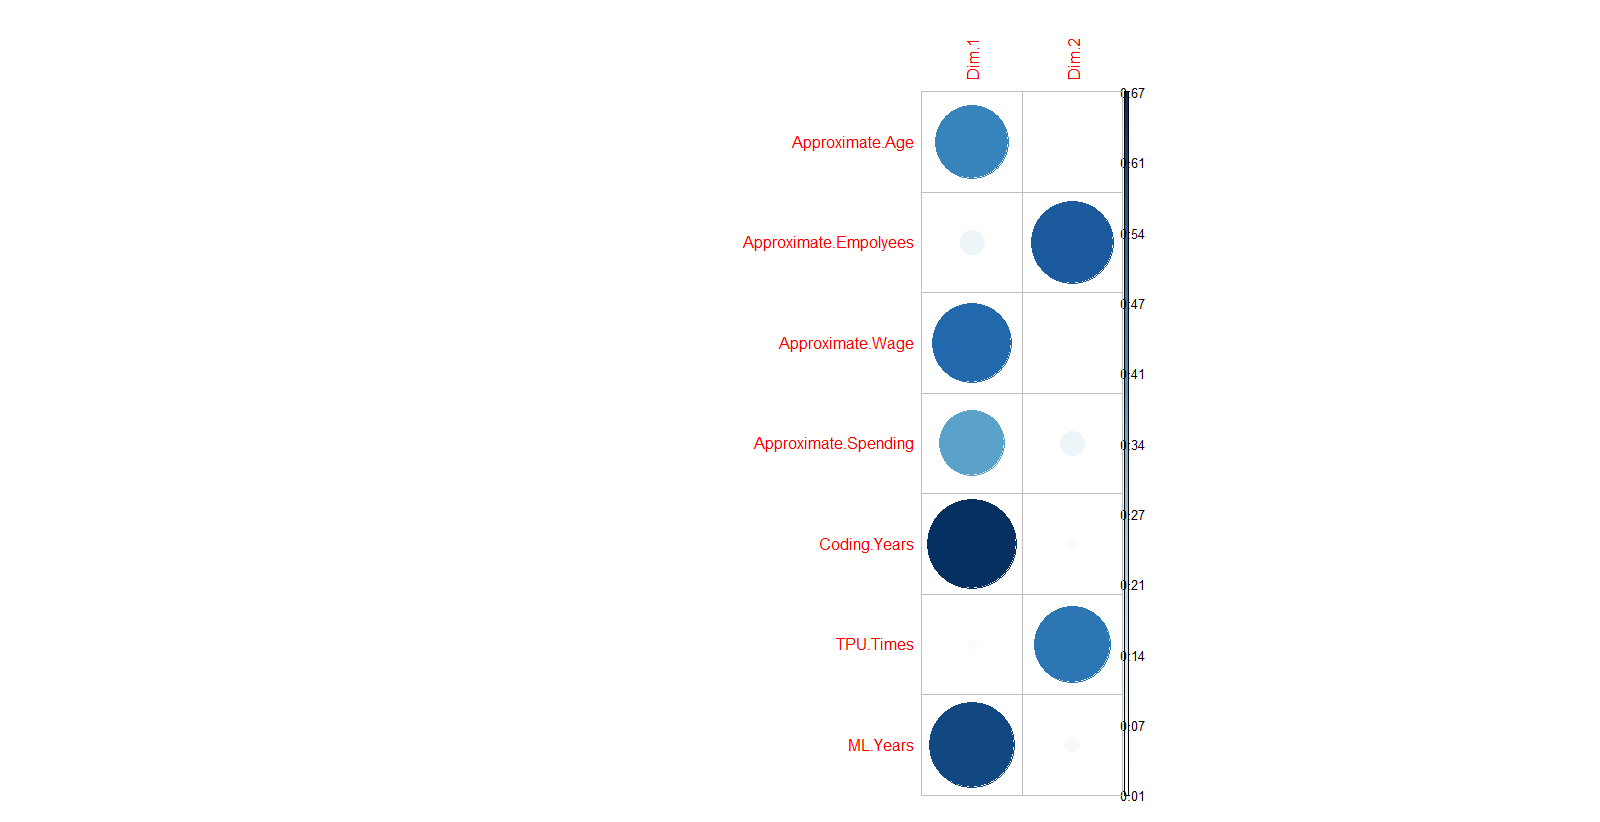 Dim.1
Dim.2
Approximate.Age
Approximate.Empolyees
Approximate.Wage
Approximate.Spending
Coding.Years
TPU.Times
ML.Years
0.67
0.61
0.54
0.47
0.41
0.34
0.27
0.21
0.14
0.07
0.01